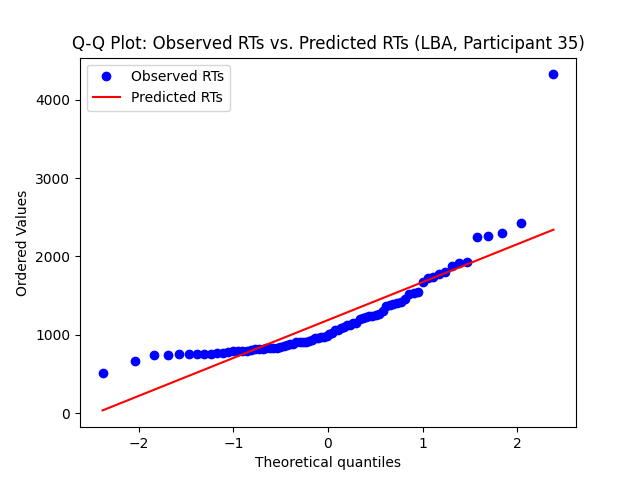 Q-Q Plot: Observed RTs vs. Predicted RTs (LBA, Participant 35)
Observed RTs
Predicted RTs
4000
3000
2000
1000
0
Ordered Values
−2
−1
0
1
2
Theoretical quantiles